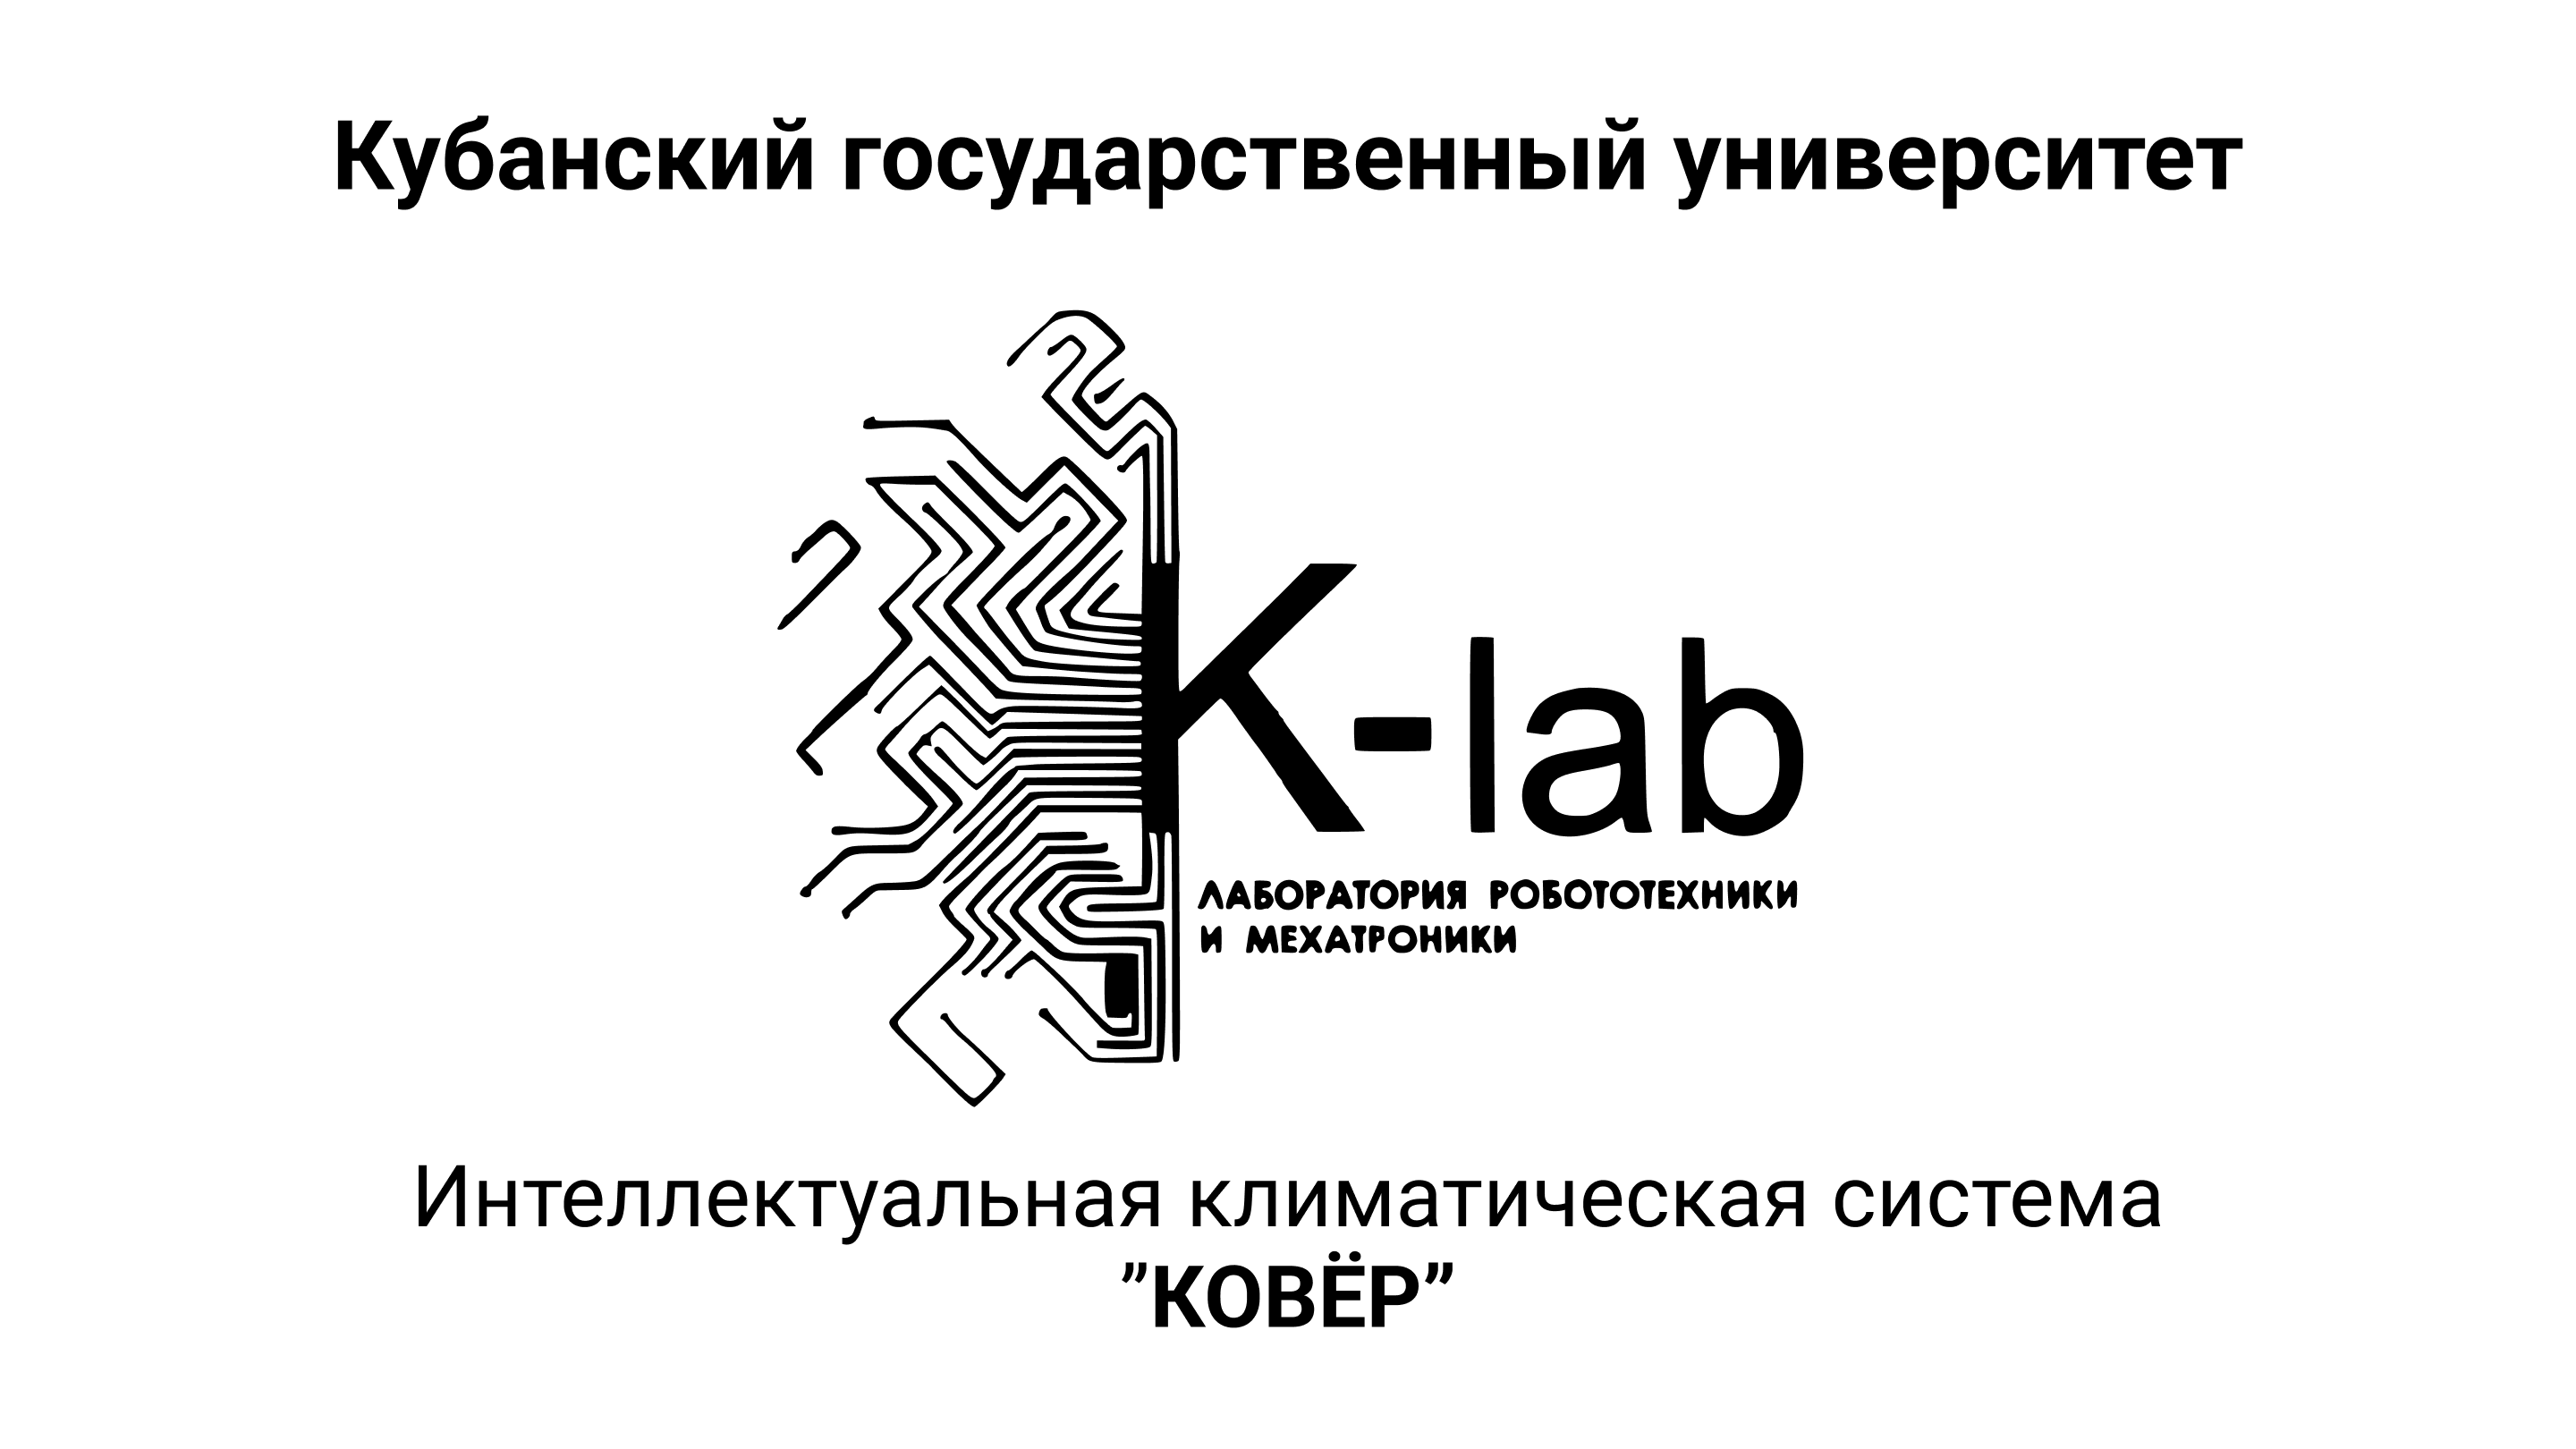 Кубанский государственный университет
K-lab
ЛАБОРАТОРИЯ РОБОТОТЕХНИКИ
И МЕХАТРОНИКИ
Интеллектуальная климатическая система
”КОВЁР”